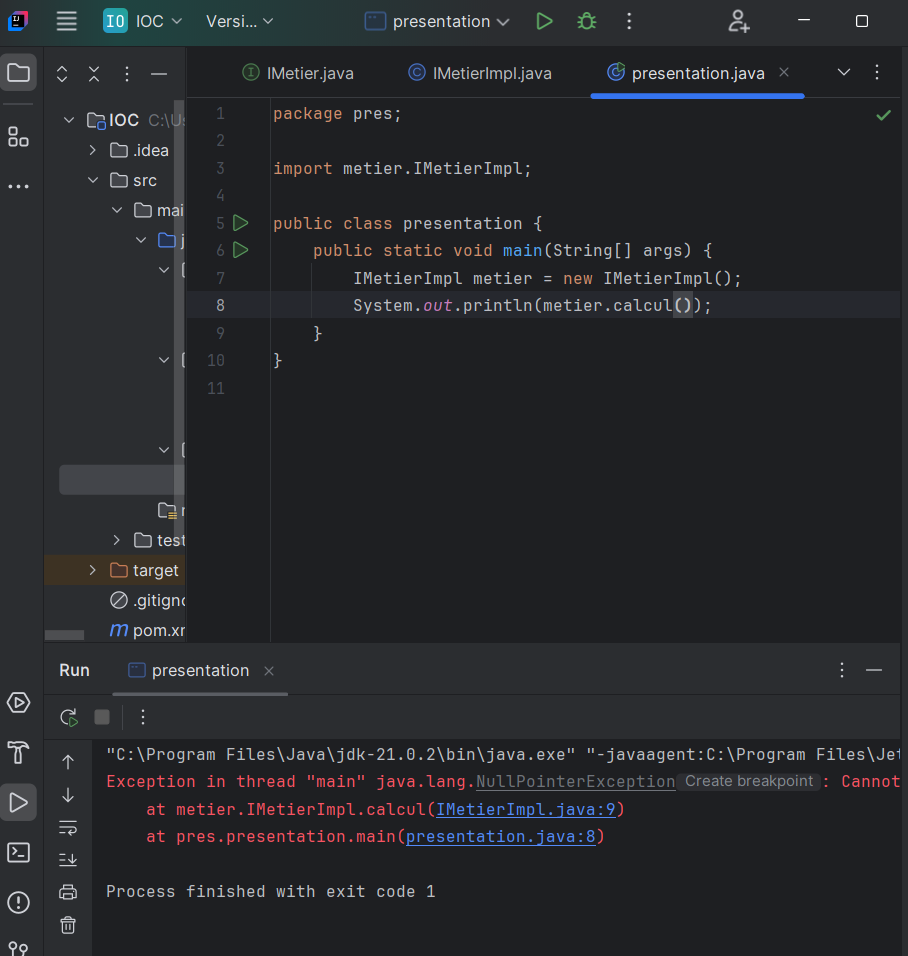 IO IOC Versi... presentation
IMetier.java IMetierImpl.java presentation.java
IOC C:\Us
.idea
src
mai
j
test
target
.gitigno
pom.xm
1 package pres;
2
3 import metier.IMetierImpl;
4
5 public class presentation {
6 public static void main(String[] args) {
7 IMetierImpl metier = new IMetierImpl();
8 System.out.println(metier.calcul());
9 }
10 }
11
Run presentation
"C:\Program Files\Java\jdk-21.0.2\bin\java.exe" "-javaagent:C:\Program Files\Jet
Exception in thread "main" java.lang.NullPointerException Create breakpoint : Cannot
at metier.IMetierImpl.calcul(IMetierImpl.java:9)
at pres.presentation.main(presentation.java:8)
Process finished with exit code 1